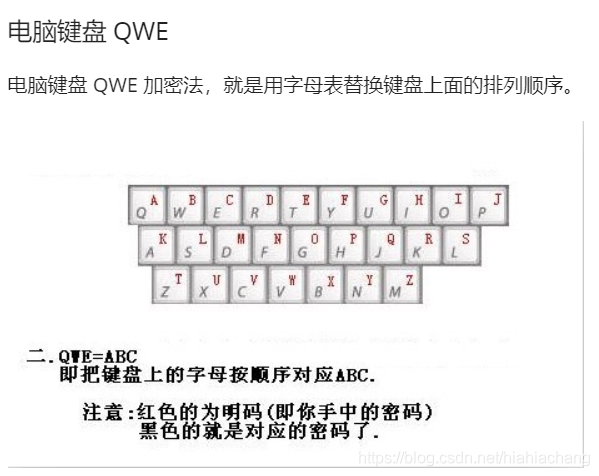 电脑键盘 QWE
电脑键盘 QWE 加密法，就是用字母表替换键盘上面的排列顺序。
A B C D E F G H I J
Q W E R T Y U I O P
K L M N O P Q R S
A S D F G H J K L
T U V W X Y Z
Z X C V B N M
二.QWE=ABC
即把键盘上的字母按顺序对应ABC.
注意:红色的为明码(即你手中的密码)
黑色的就是对应的密码了.
https://blog.csdn.net/hiahiachang